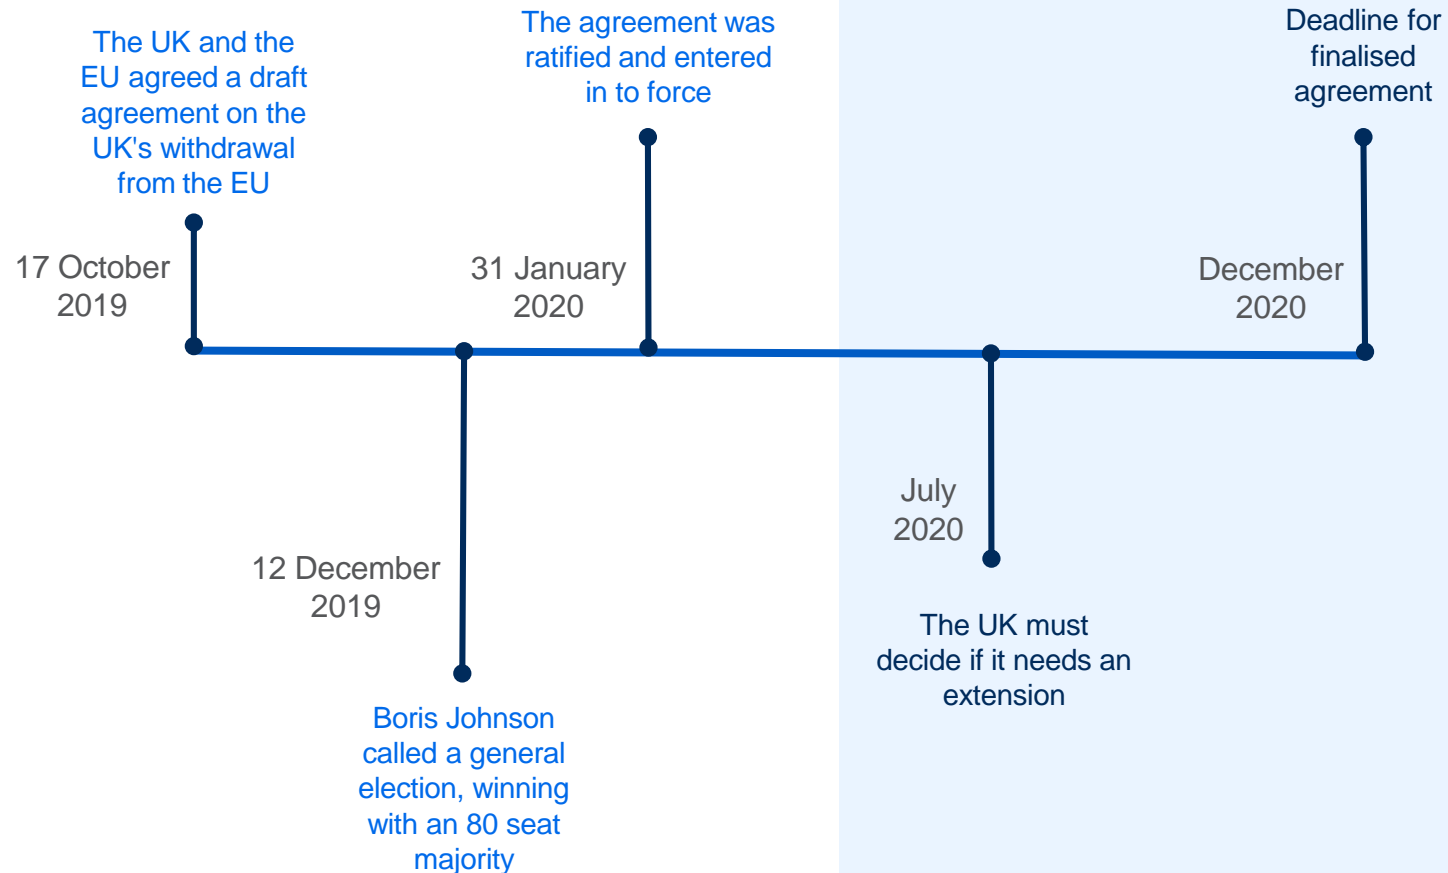 The UK and the
EU agreed a draft
agreement on the
UK's withdrawal
from the EU
17 October
2019
12 December
2019
Boris Johnson
called a general
election, winning
with an 80 seat
majority
The agreement was
ratified and entered
in to force
31 January
2020
July
2020
The UK must
decide if it needs an
extension
Deadline for
finalised
agreement
December
2020